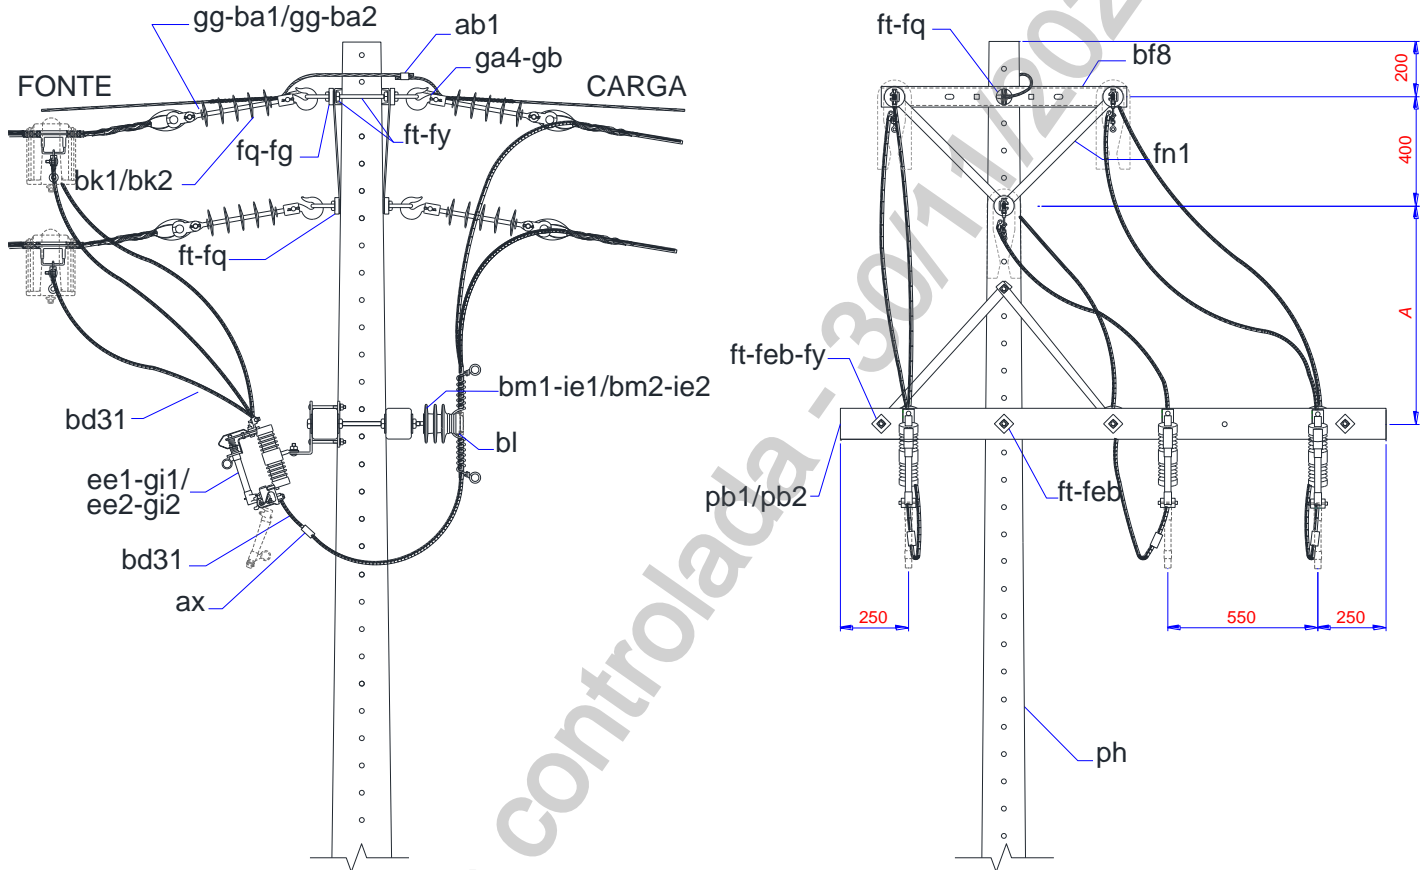 gg-ba1/gg-ba2
ab1
FONTE
ga4-gb
CARGA
fq-fg
ft-fy
bk1/bk2
ft-fq
bd31
bm1-ie1/bm2-ie2
bl
ee1-gi1/
ee2-gi2
bd31
ax
ft-fq
bf8
200
400
fn1
A
ft-feb-fy
pb1/pb2
ft-feb
250
550
250
ph
controlada - 30/11/202